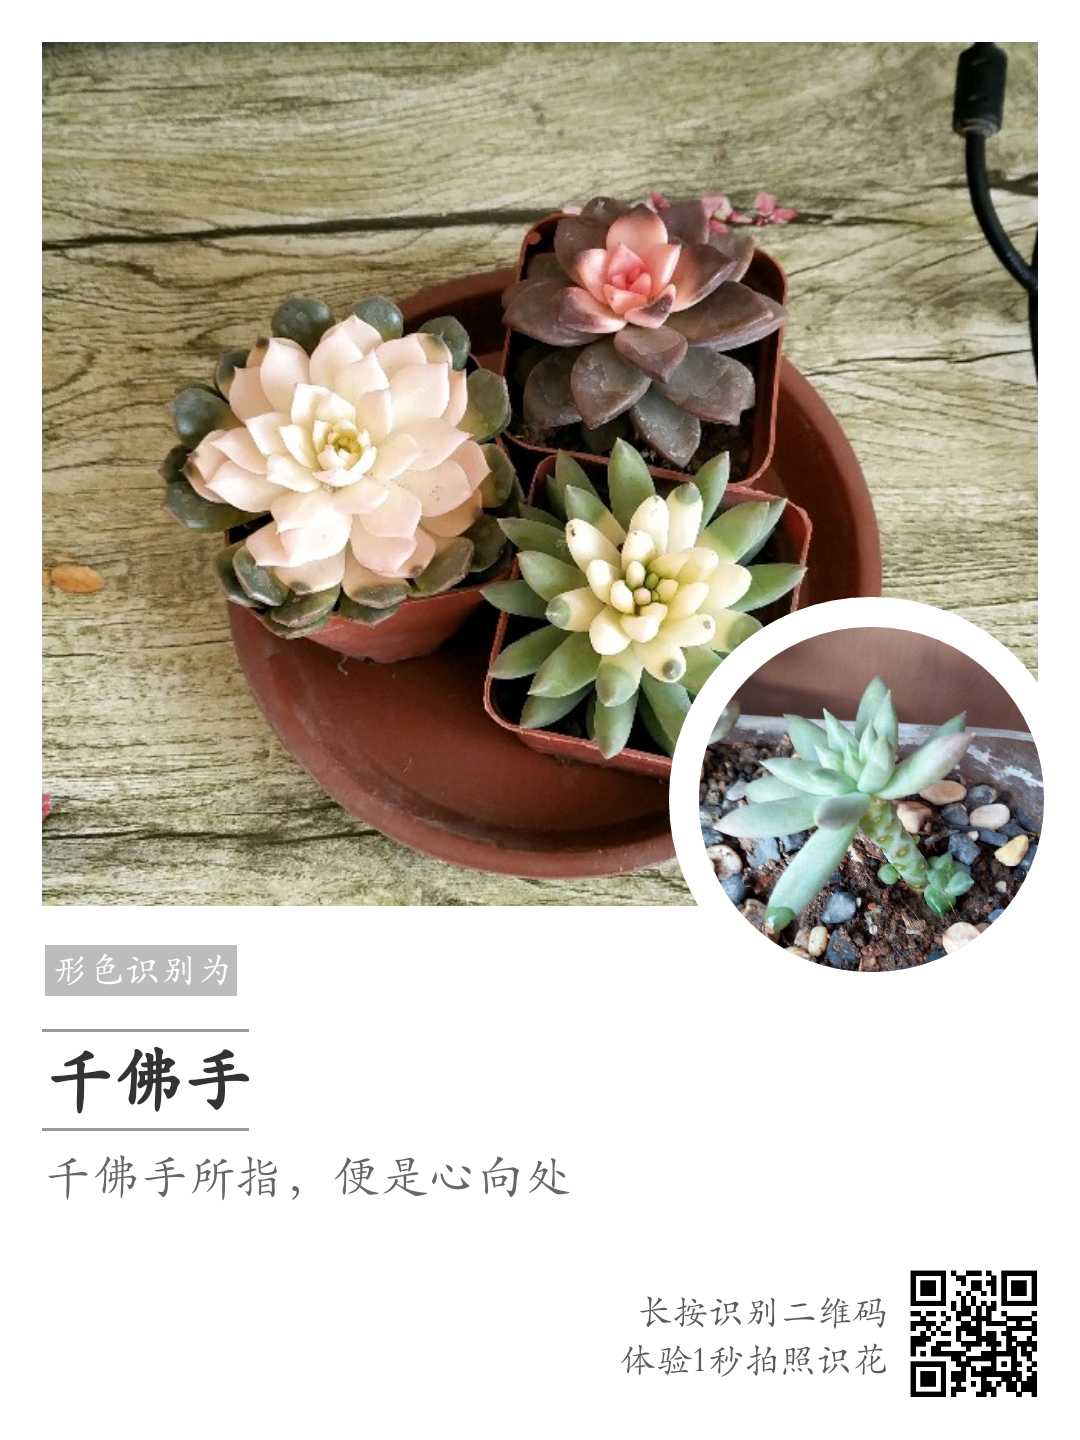 形色识别为
千佛手
千佛手所指，便是心向处
长按识别二维码
体验1秒拍照识花